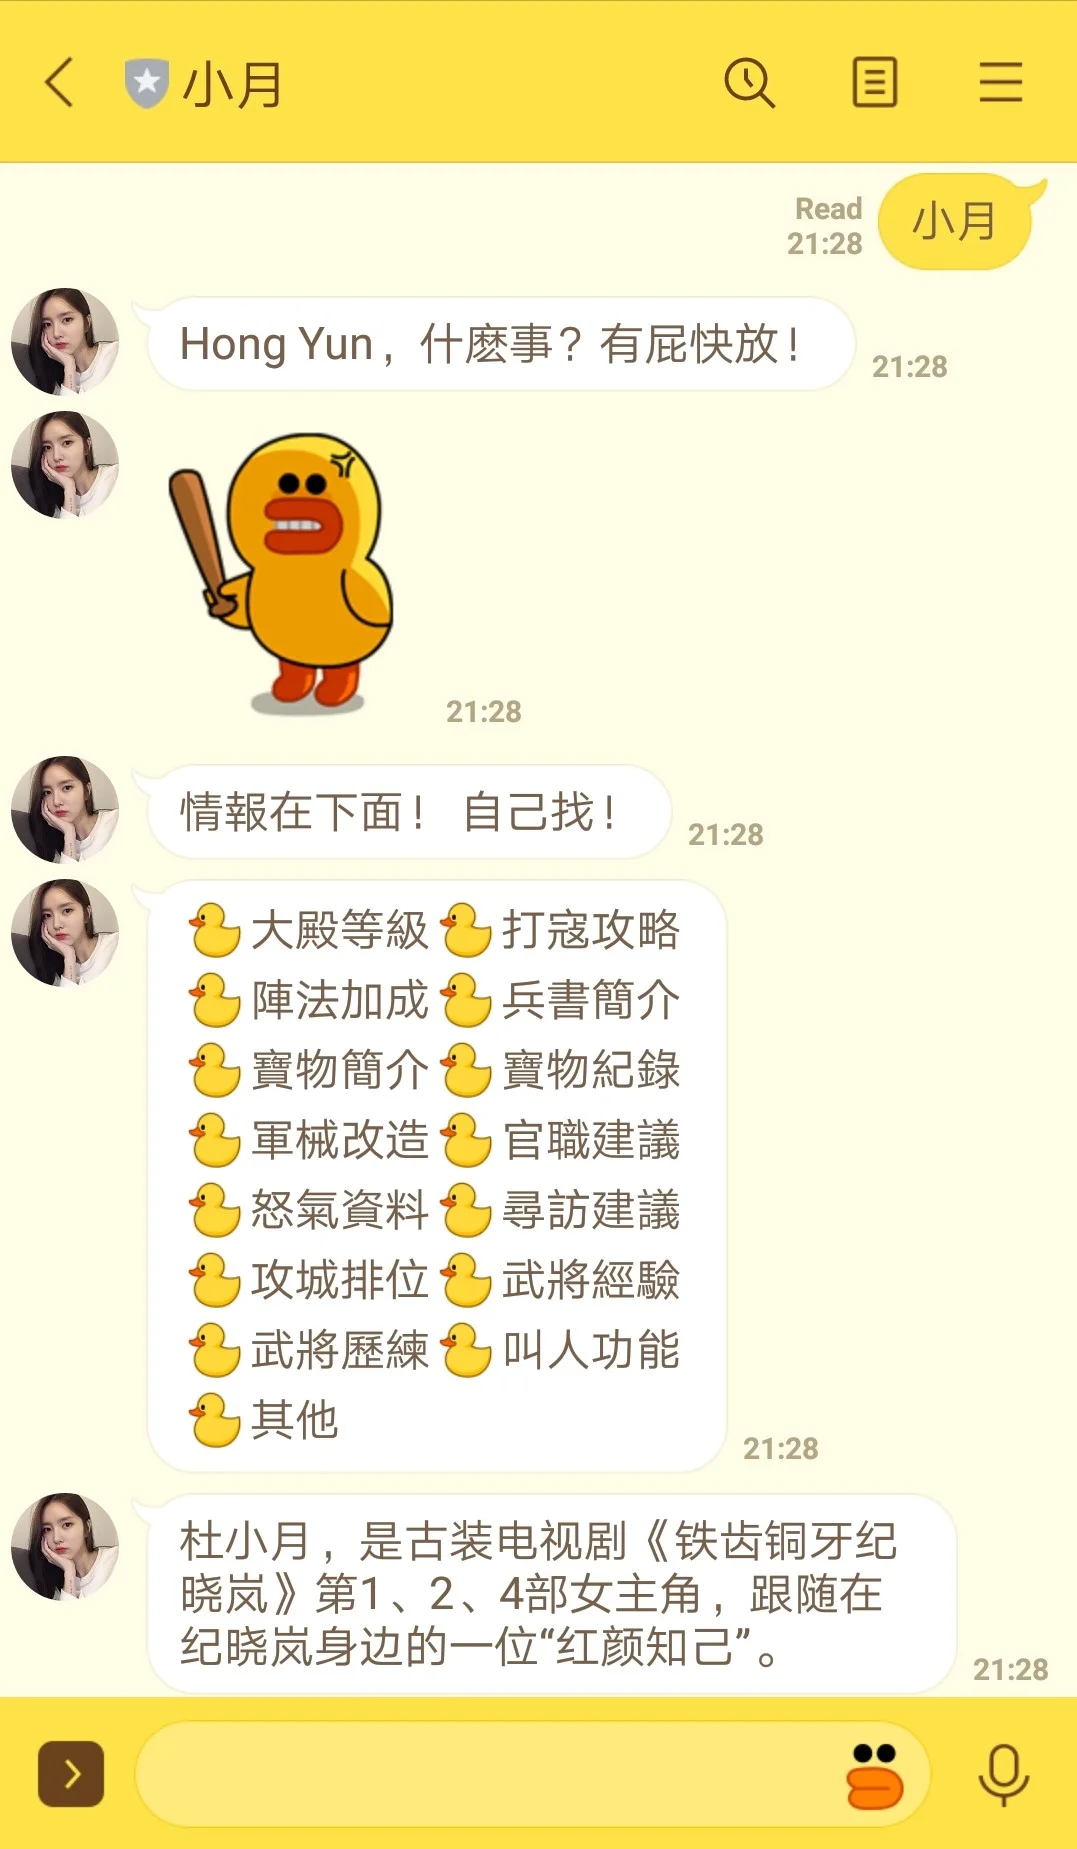 小月
小月
Read
21:28
Hong Yun，什麽事？有屁快放！
21:28
21:28
情報在下面！ 自己找！
21:28
大殿等級 打寇攻略
陣法加成 兵書簡介
寶物簡介 寶物紀錄
軍械改造 官職建議
怒氣資料 尋訪建議
攻城排位 武將經驗
武將歷練 叫人功能
其他
21:28
杜小月，是古装电视剧《铁齿铜牙纪
晓岚》第1、2、4部女主角，跟随在
纪晓岚身边的一位“红颜知己”。
21:28